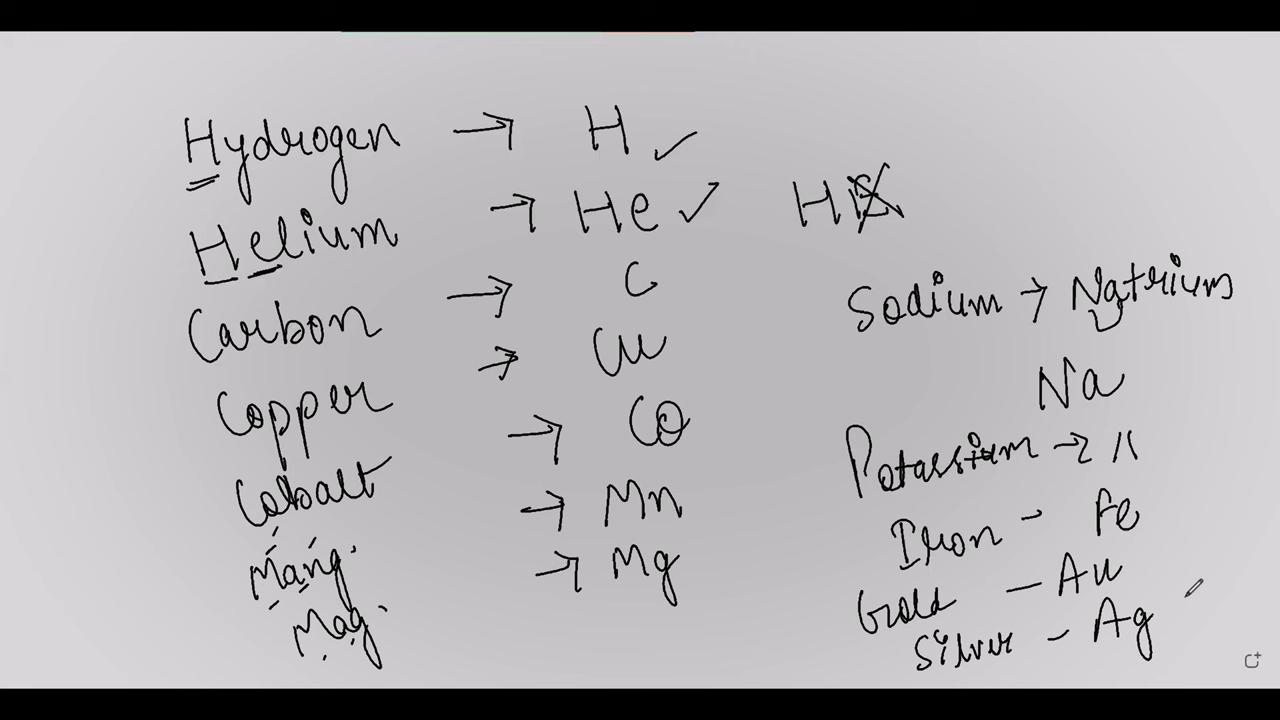 Hydrogen → H ✓
Helium → He ✓ HE
Carbon → C
Copper → Cu
Cobalt → Co
Mang. → Mn
Mag. → Mg
Sodium → Natrium
Na
Potassium → K
Iron - Fe
Gold - Au
Silver - Ag